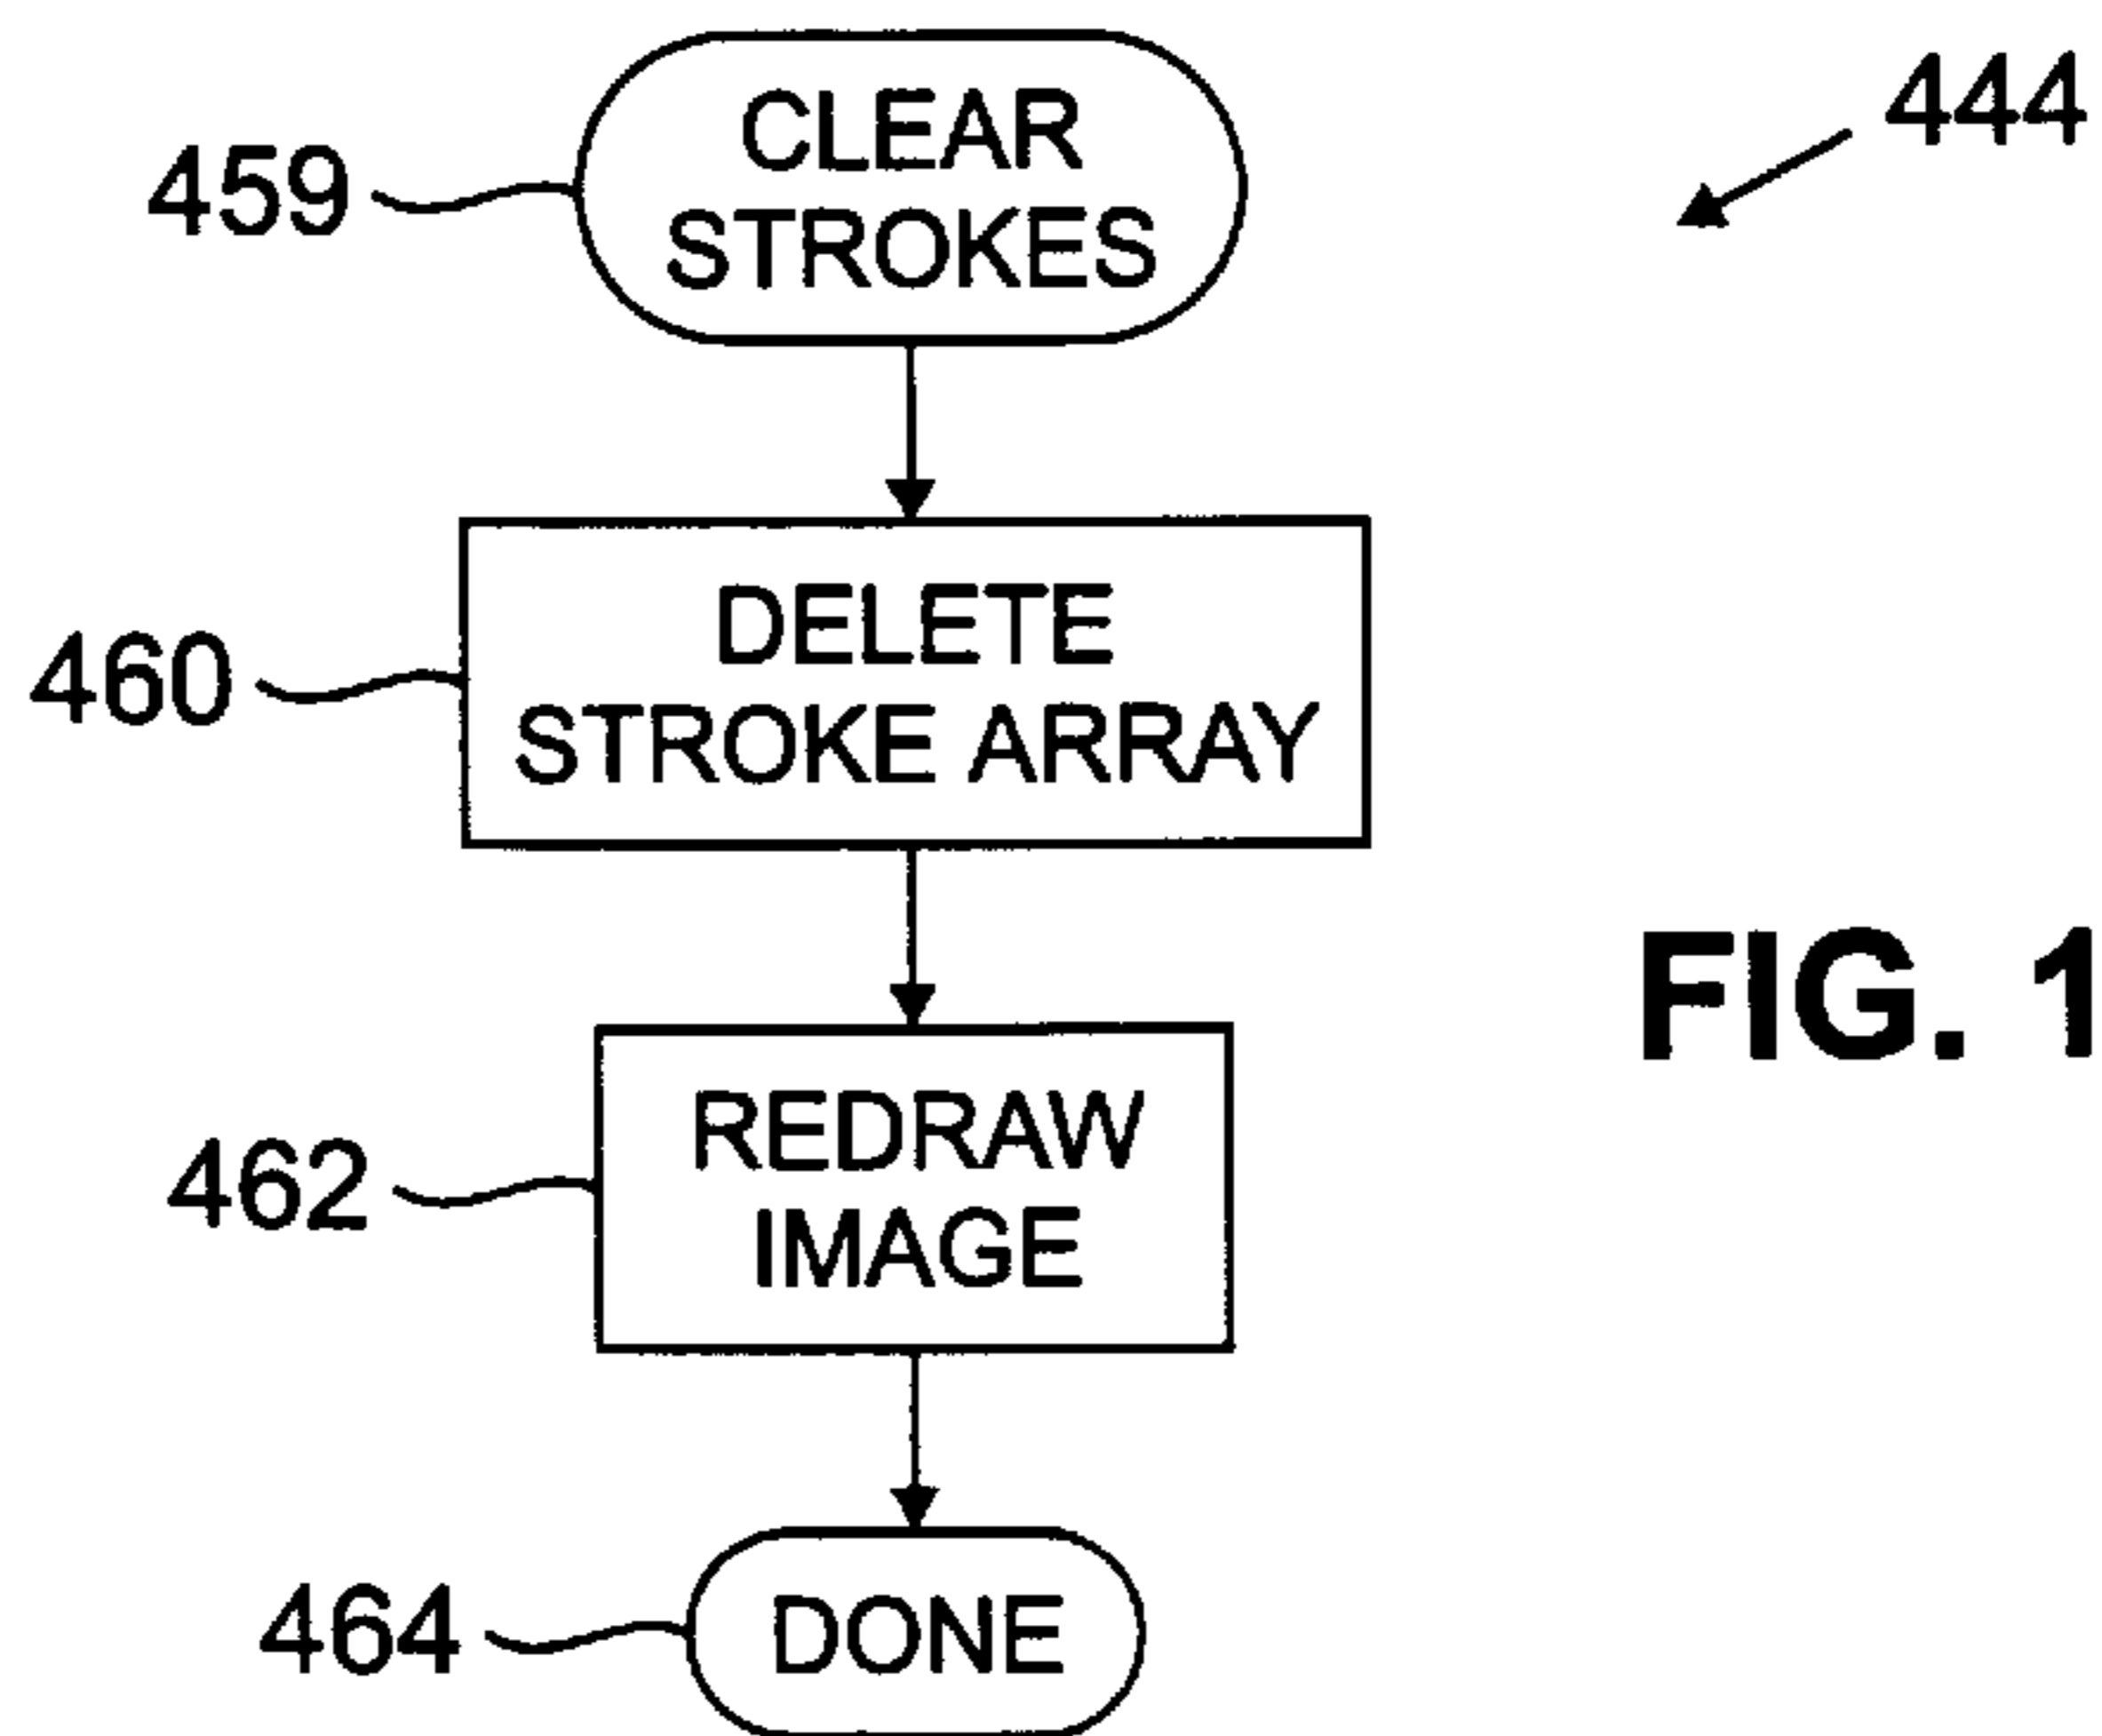 CLEAR
STROKES
444
459
DELETE
STROKE ARRAY
460
FIG. 1
REDRAW
IMAGE
462
DONE
464